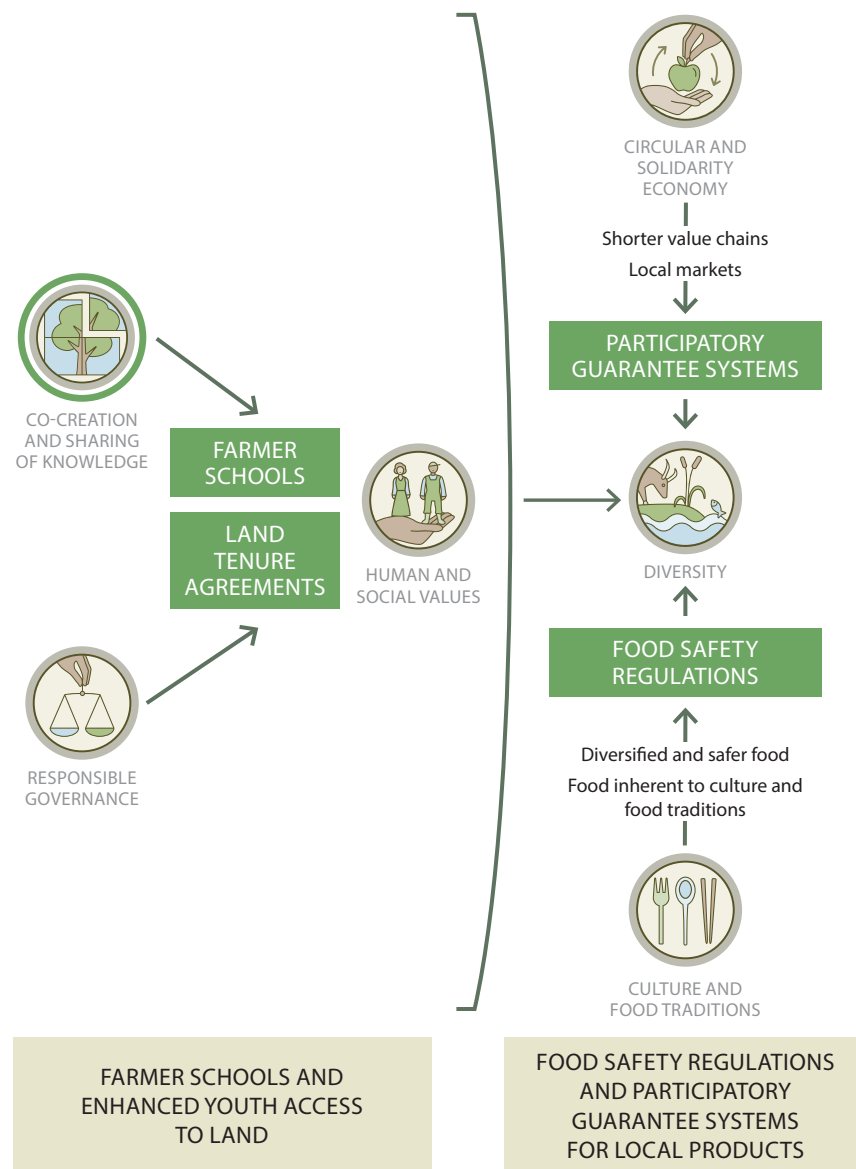 CO-CREATION
AND SHARING
OF KNOWLEDGE
FARMER
SCHOOLS
LAND
TENURE
AGREEMENTS
HUMAN AND
SOCIAL VALUES
RESPONSIBLE
GOVERNANCE
FARMER SCHOOLS AND
ENHANCED YOUTH ACCESS
TO LAND
CIRCULAR AND
SOLIDARITY
ECONOMY
Shorter value chains
Local markets
PARTICIPATORY
GUARANTEE SYSTEMS
DIVERSITY
FOOD SAFETY
REGULATIONS
Diversified and safer food
Food inherent to culture and
food traditions
CULTURE AND
FOOD TRADITIONS
FOOD SAFETY REGULATIONS
AND PARTICIPATORY
GUARANTEE SYSTEMS
FOR LOCAL PRODUCTS